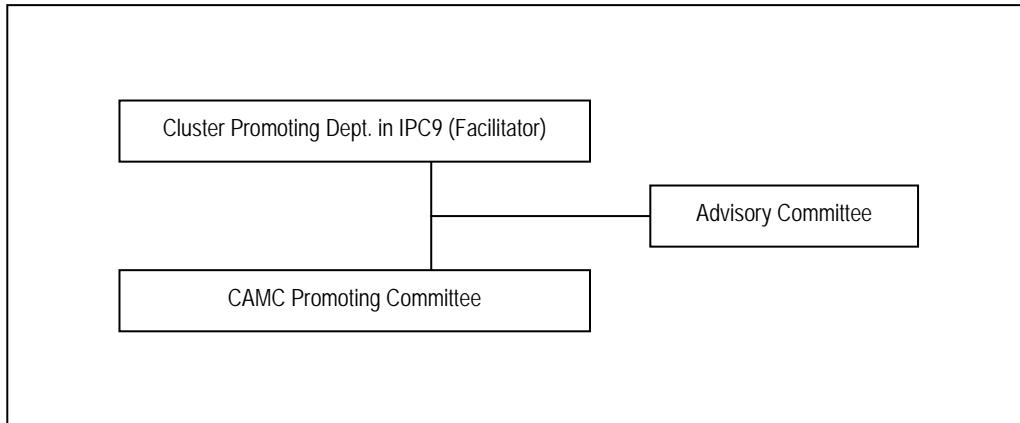 Cluster Promoting Dept. in IPC9 (Facilitator)
Advisory Committee
CAMC Promoting Committee